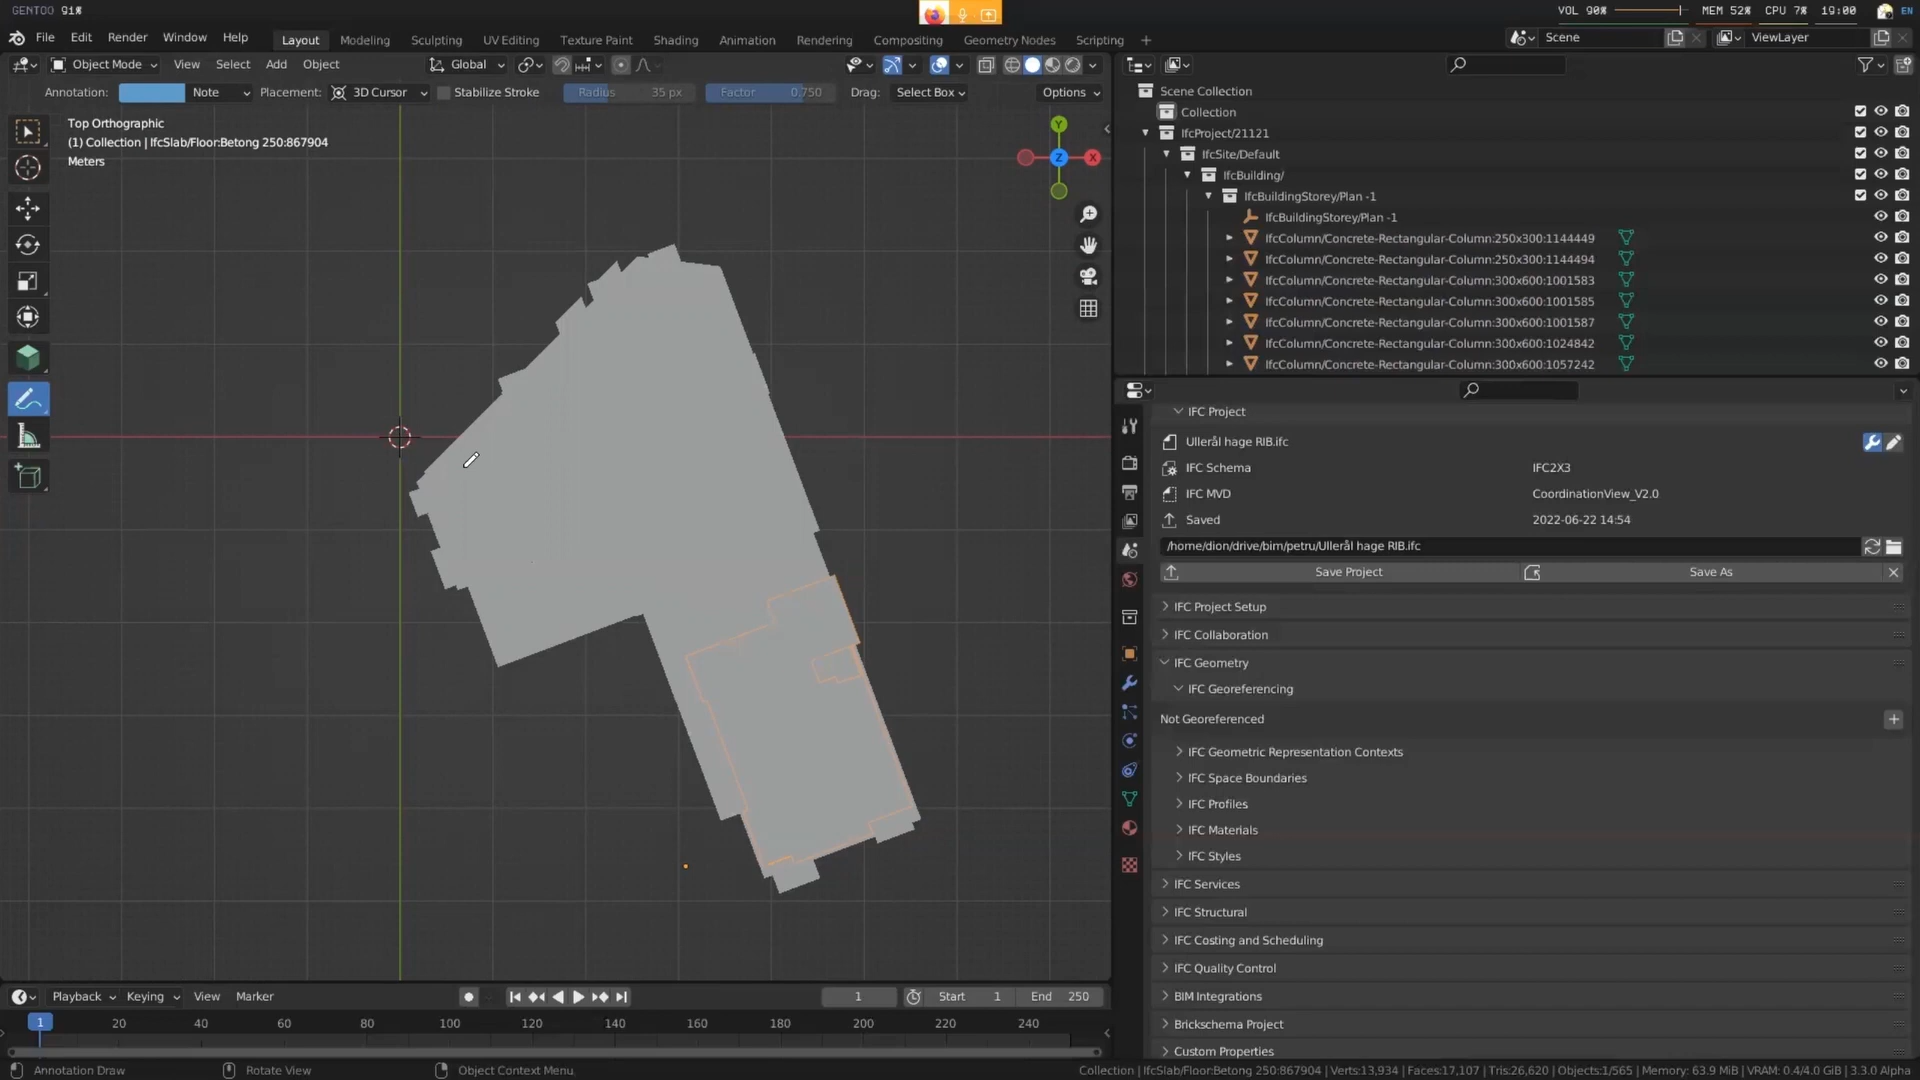 GENTOO 91%
VOL 90% MEM 52% CPU 7% 19:00 EN
File Edit Render Window Help Layout Modeling Sculpting UV Editing Texture Paint Shading Animation Rendering Compositing Geometry Nodes Scripting + Scene ViewLayer
Object Mode View Select Add Object Global
Annotation: Note Placement: 3D Cursor Stabilize Stroke Radius 35 px Factor 0.750 Drag: Select Box Options
Top Orthographic
(1) Collection | IfcSlab/Floor:Betong 250:867904
Meters
Y
Z
X
Scene Collection
Collection
IfcProject/21121
IfcSite/Default
IfcBuilding/
IfcBuildingStorey/Plan -1
IfcBuildingStorey/Plan -1
IfcColumn/Concrete-Rectangular-Column:250x300:1144449
IfcColumn/Concrete-Rectangular-Column:250x300:1144494
IfcColumn/Concrete-Rectangular-Column:300x600:1001583
IfcColumn/Concrete-Rectangular-Column:300x600:1001585
IfcColumn/Concrete-Rectangular-Column:300x600:1001587
IfcColumn/Concrete-Rectangular-Column:300x600:1024842
IfcColumn/Concrete-Rectangular-Column:300x600:1057242
IFC Project
Ullerål hage RIB.ifc
IFC Schema IFC2X3
IFC MVD CoordinationView_V2.0
Saved 2022-06-22 14:54
/home/dion/drive/bim/petru/Ullerål hage RIB.ifc
Save Project Save As
IFC Project Setup
IFC Collaboration
IFC Geometry
IFC Georeferencing
Not Georeferenced
IFC Geometric Representation Contexts
IFC Space Boundaries
IFC Profiles
IFC Materials
IFC Styles
IFC Services
IFC Structural
IFC Costing and Scheduling
IFC Quality Control
BIM Integrations
Brickschema Project
Custom Properties
Playback Keying View Marker 1 Start 1 End 250
1 20 40 60 80 100 120 140 160 180 200 220 240
Annotation Draw Rotate View Object Context Menu Collection | IfcSlab/Floor:Betong 250:867904 | Verts:13,934 | Faces:17,107 | Tris:26,620 | Objects:1/565 | Memory: 63.9 MiB | VRAM: 0.4/4.0 GiB | 3.3.0 Alpha